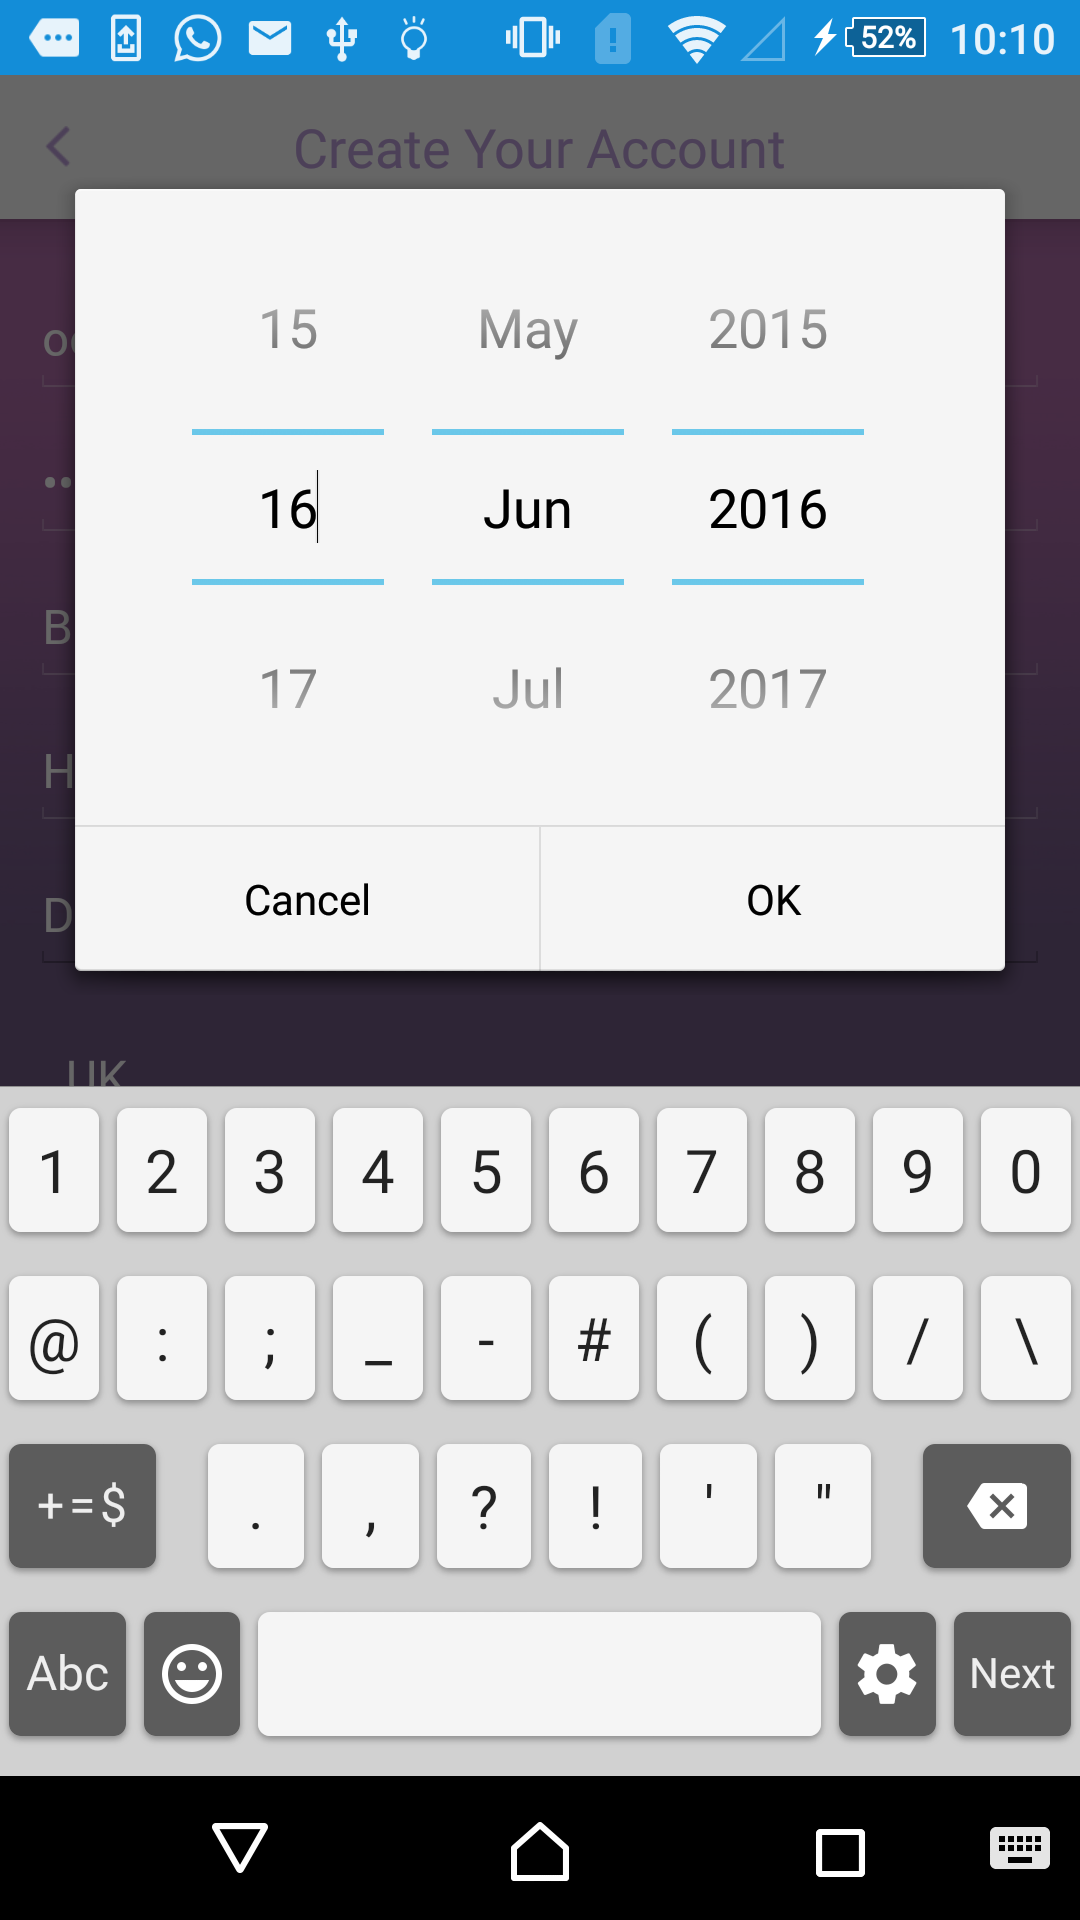 52% 10:10
Create Your Account
15 May 2015
16 Jun 2016
17 Jul 2017
Cancel OK
UK
1 2 3 4 5 6 7 8 9 0
@ : ; _ - # ( ) / \
+=$ . , ? ! ' "
Abc Next